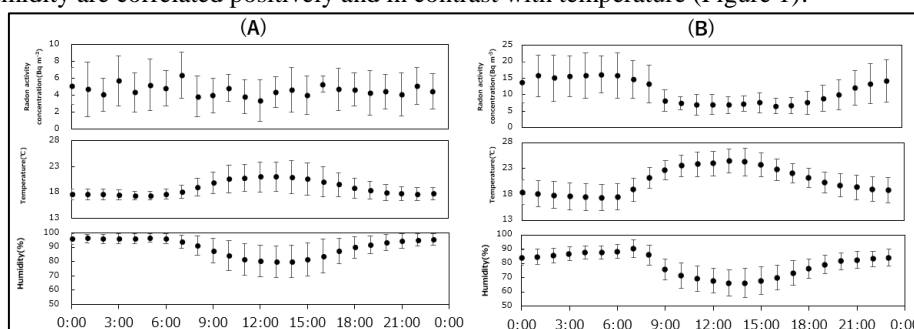 midity are correlated positively and in contrast with temperature (Figure 1).
(A) (B)
Radon activity
concentration(Bq m⁻³)
10
8
6
4
2
0
Radon activity
concentration(Bq m⁻³)
25
20
15
10
5
0
Temperature(℃)
28
23
18
13
Temperature(℃)
28
23
18
13
Humidity(%)
100
90
80
70
60
50
Humidity(%)
100
90
80
70
60
50
0:00 3:00 6:00 9:00 12:00 15:00 18:00 21:00 0:00
0:00 3:00 6:00 9:00 12:00 15:00 18:00 21:00 0:00